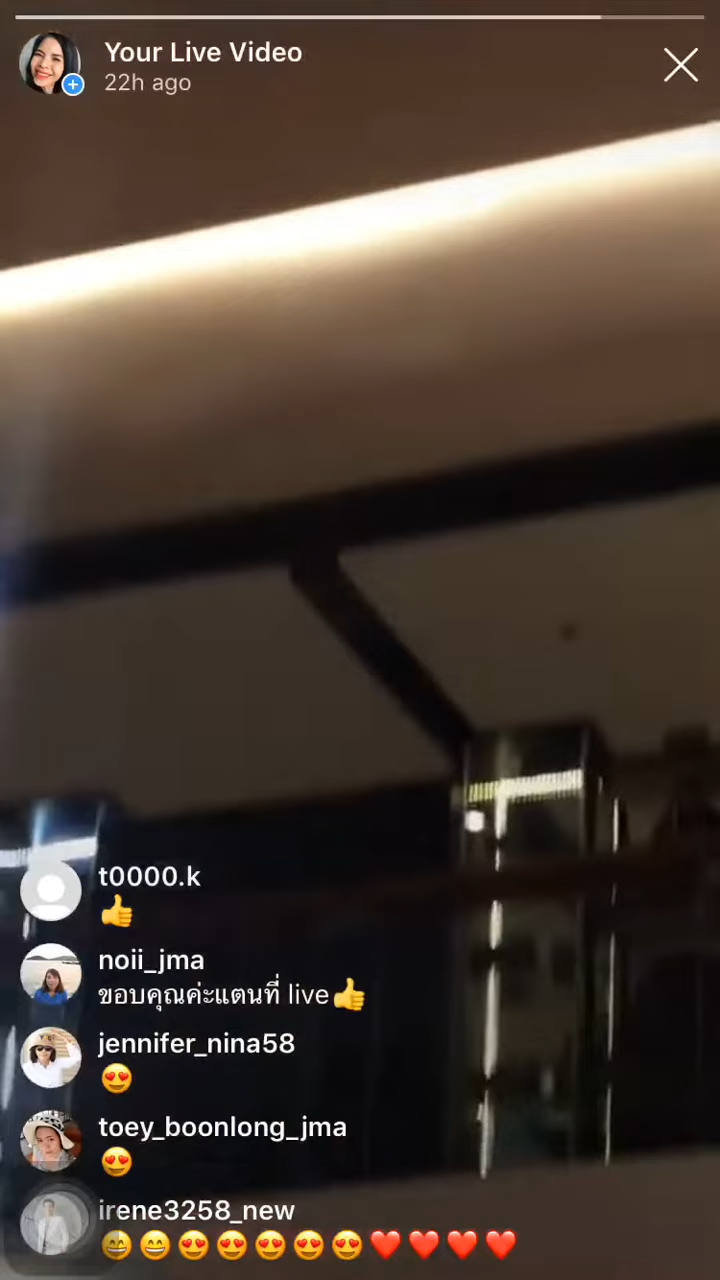 Your Live Video
22h ago
t0000.k
👍
noii_jma
ขอบคุณค่ะแตนที่ live👍
jennifer_nina58
😍
toey_boonlong_jma
😍
irene3258_new
😄😄😍😍😍😍😍❤️❤️❤️❤️